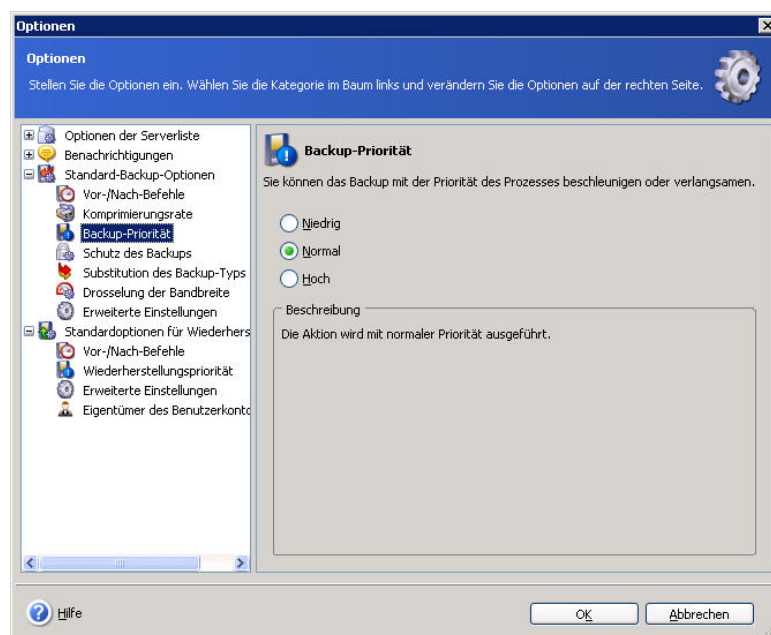 Optionen
Optionen
Stellen Sie die Optionen ein. Wählen Sie die Kategorie im Baum links und verändern Sie die Optionen auf der rechten Seite.
Optionen der Serverliste
Benachrichtigungen
Standard-Backup-Optionen
Vor-/Nach-Befehle
Komprimierungsrate
Backup-Priorität
Schutz des Backups
Substitution des Backup-Typs
Drosselung der Bandbreite
Erweiterte Einstellungen
Standardoptionen für Wiederhers
Vor-/Nach-Befehle
Wiederherstellungspriorität
Erweiterte Einstellungen
Eigentümer des Benutzerkonto
Backup-Priorität
Sie können das Backup mit der Priorität des Prozesses beschleunigen oder verlangsamen.
Niedrig
Normal
Hoch
Beschreibung
Die Aktion wird mit normaler Priorität ausgeführt.
Hilfe
OK
Abbrechen